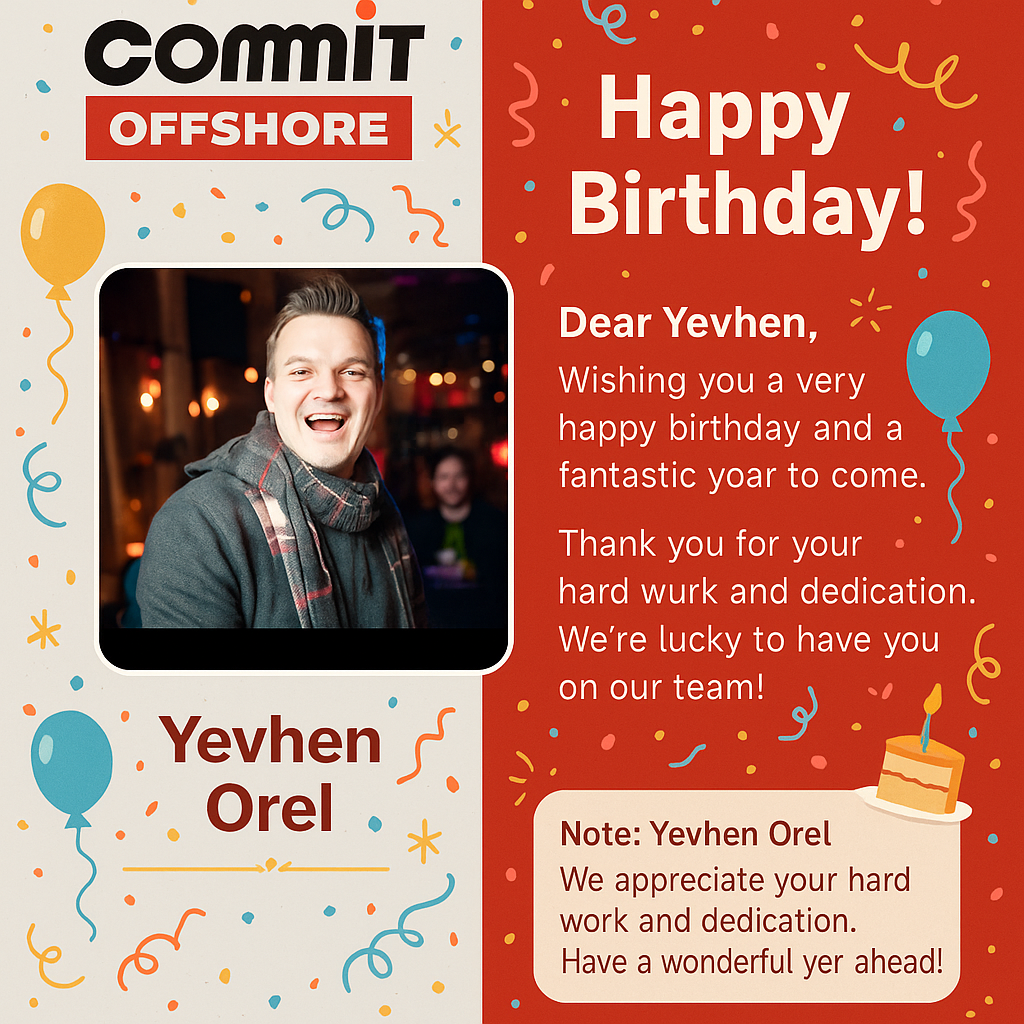 commit
OFFSHORE
Yevhen
Orel
Happy
Birthday!
Dear Yevhen,
Wishing you a very
happy birthday and a
fantastic yoar to come.
Thank you for your
hard wurk and dedication.
We're lucky to have you
on our team!
Note: Yevhen Orel
We appreciate your hard
work and dedication.
Have a wonderful yer ahead!